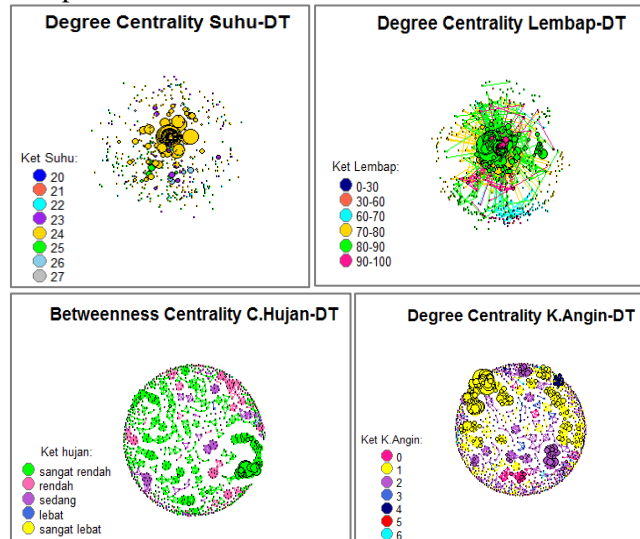 Degree Centrality Suhu-DT
Ket Suhu:
20
21
22
23
24
25
26
27
Degree Centrality Lembap-DT
Ket Lembap:
0-30
30-60
60-70
70-80
80-90
90-100
Betweenness Centrality C.Hujan-DT
Ket hujan:
sangat rendah
rendah
sedang
lebat
sangat lebat
Degree Centrality K.Angin-DT
Ket K.Angin:
0
1
2
3
4
5
6